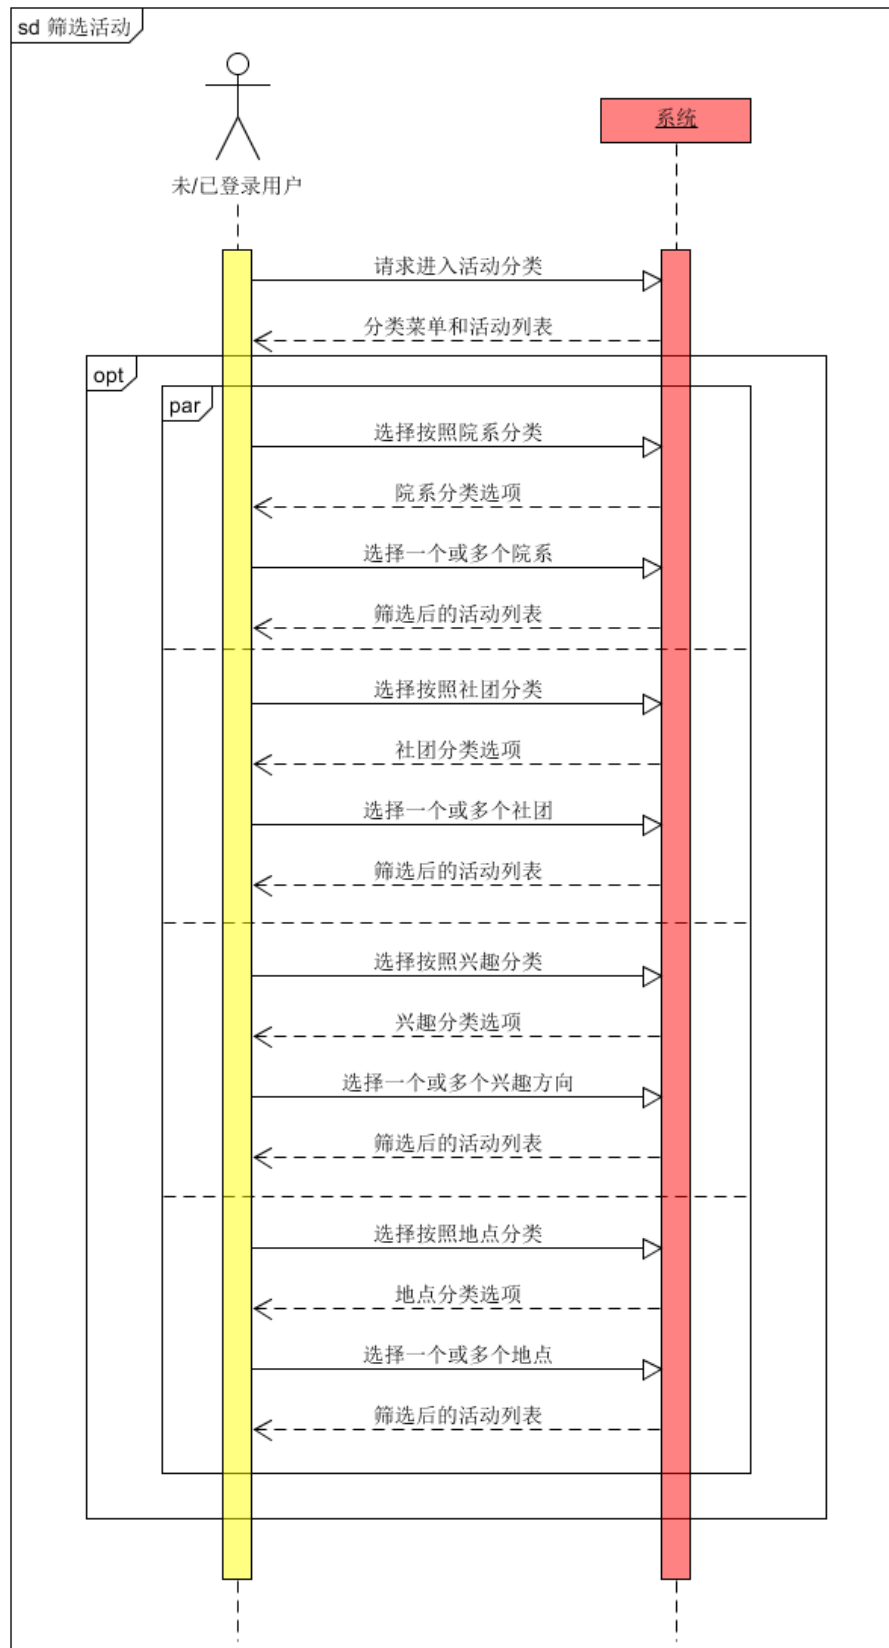 sd 筛选活动
系统
未/已登录用户
请求进入活动分类
分类菜单和活动列表
opt
par
选择按照院系分类
院系分类选项
选择一个或多个院系
筛选后的活动列表
选择按照社团分类
社团分类选项
选择一个或多个社团
筛选后的活动列表
选择按照兴趣分类
兴趣分类选项
选择一个或多个兴趣方向
筛选后的活动列表
选择按照地点分类
地点分类选项
选择一个或多个地点
筛选后的活动列表